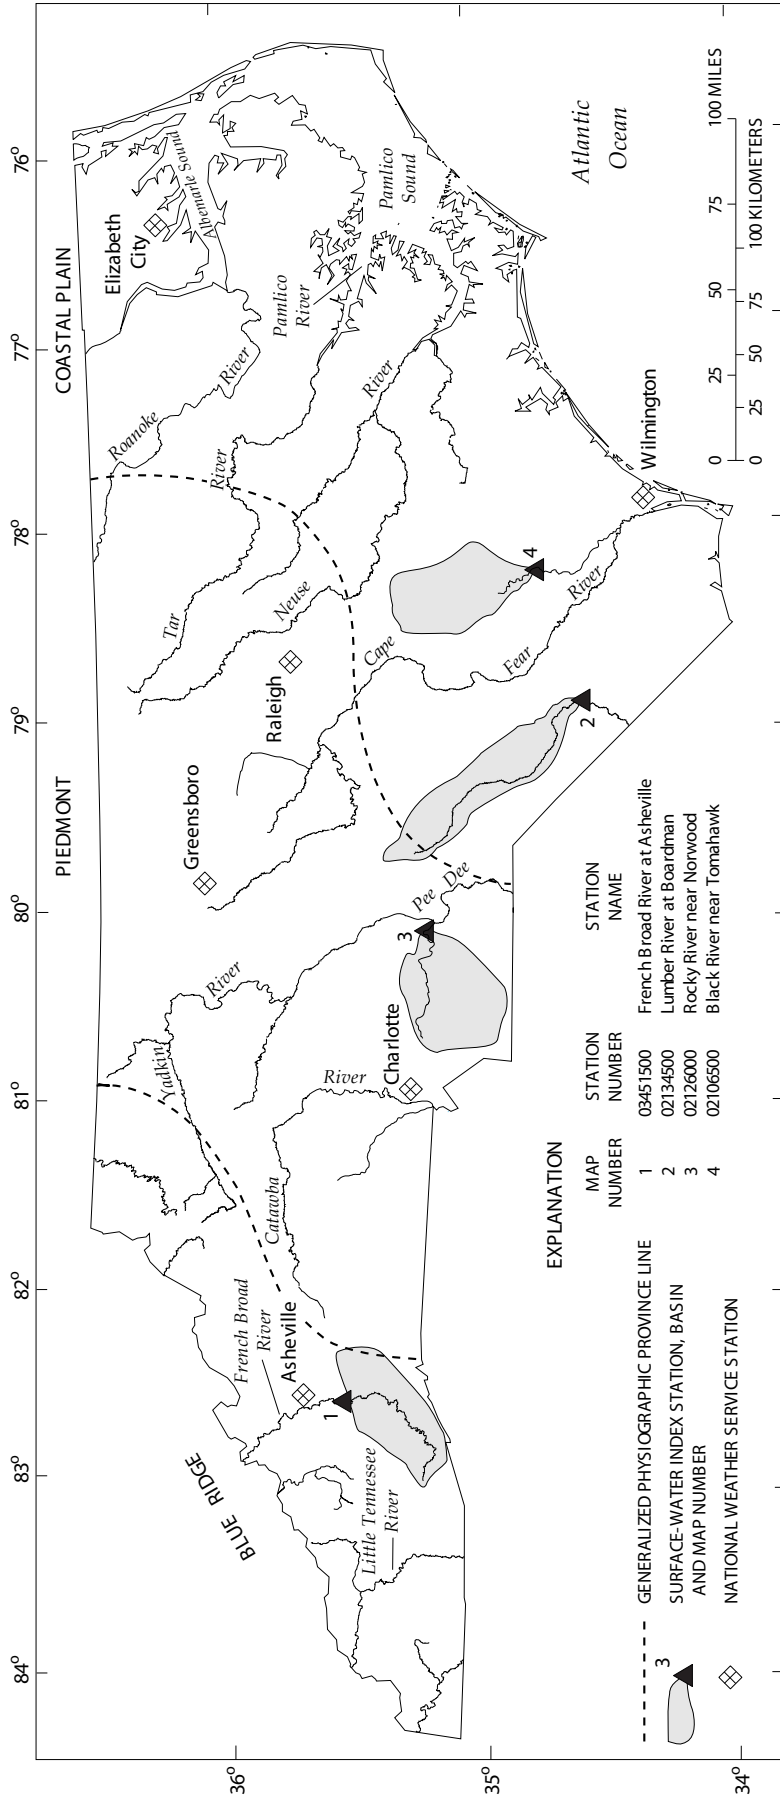 84°
83°
82°
81°
80°
79°
78°
77°
76°
36°
35°
34°
BLUE RIDGE
PIEDMONT
COASTAL PLAIN
Little Tennessee
River
French Broad
River
Asheville
1
Catawba
River
Yadkin
River
Charlotte
3
Pee Dee
Greensboro
Raleigh
Tar
River
Neuse
River
Cape
Fear
River
2
4
Roanoke
River
Elizabeth
City
Albemarle Sound
Pamlico
River
Pamlico
Sound
Wilmington
Atlantic
Ocean
0 25 50 75 100 MILES
0 25 50 75 100 KILOMETERS
EXPLANATION
GENERALIZED PHYSIOGRAPHIC PROVINCE LINE
3
SURFACE-WATER INDEX STATION, BASIN
AND MAP NUMBER
NATIONAL WEATHER SERVICE STATION
MAP STATION STATION
NUMBER NUMBER NAME
1 03451500 French Broad River at Asheville
2 02134500 Lumber River at Boardman
3 02126000 Rocky River near Norwood
4 02106500 Black River near Tomahawk